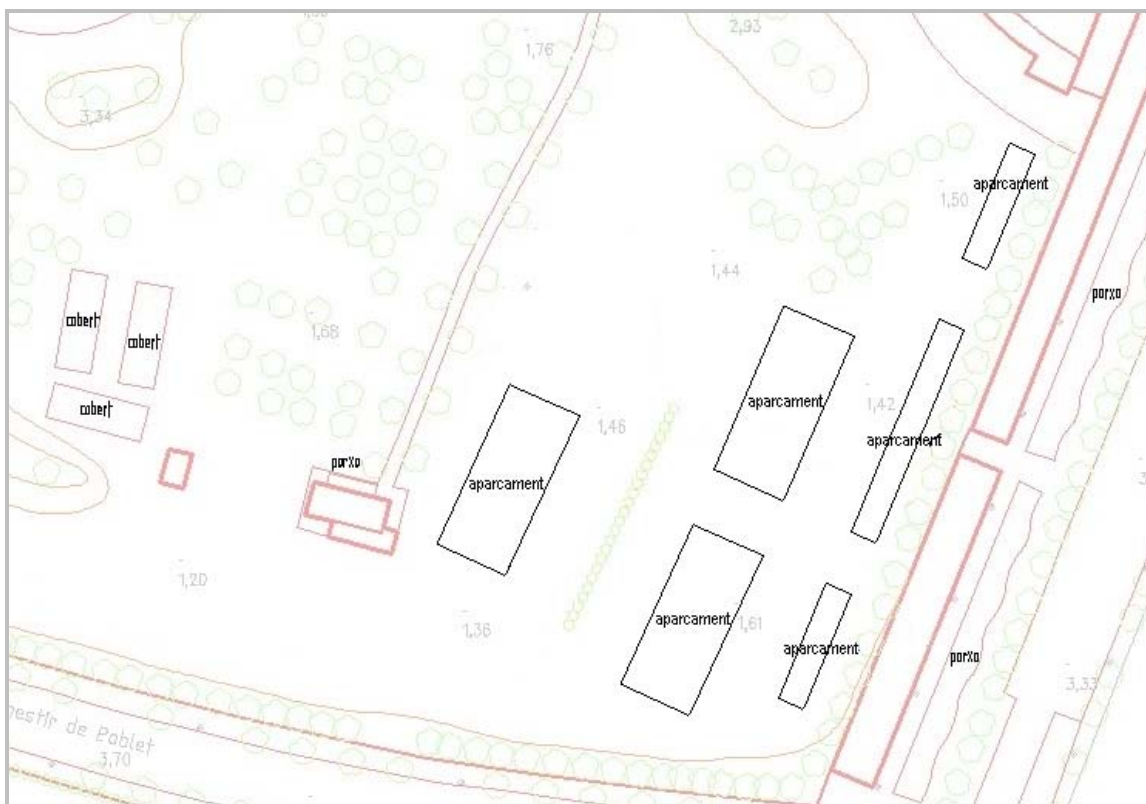 1,76
2,93
3,34
aparcament
1,50
1,44
porxo
cobert
cobert
1,68
cobert
aparcament
1,42
1,46
aparcament
porxo
aparcament
1,20
aparcament
1,61
1,36
aparcament
porxo
3,33
estir de Poblet
3,70